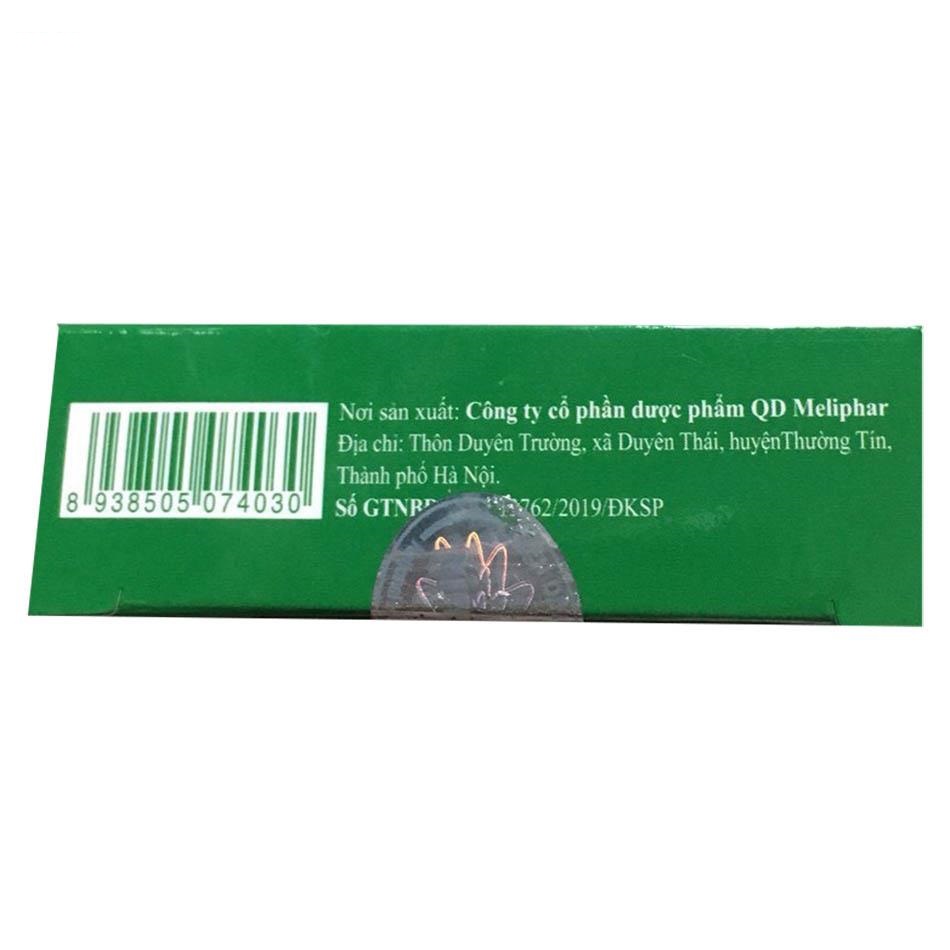 Nơi sản xuất: Công ty cổ phần dược phẩm QD Meliphar
Địa chỉ: Thôn Duyên Trường, xã Duyên Thái, huyệnThường Tín,
Thành phố Hà Nội.
Số 762/2019/ĐKSP
8 938505 074030